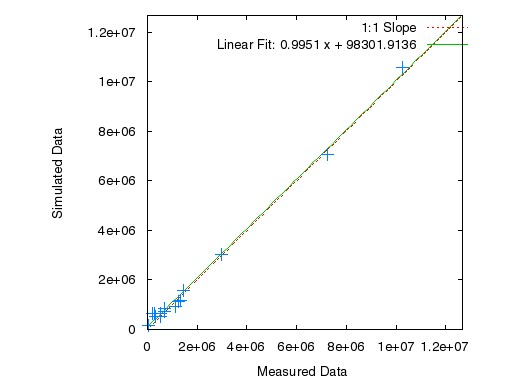 1.2e+07
1e+07
8e+06
6e+06
4e+06
2e+06
0
Simulated Data
1:1 Slope
Linear Fit: 0.9951 x + 98301.9136
0 2e+06 4e+06 6e+06 8e+06 1e+07 1.2e+07
Measured Data